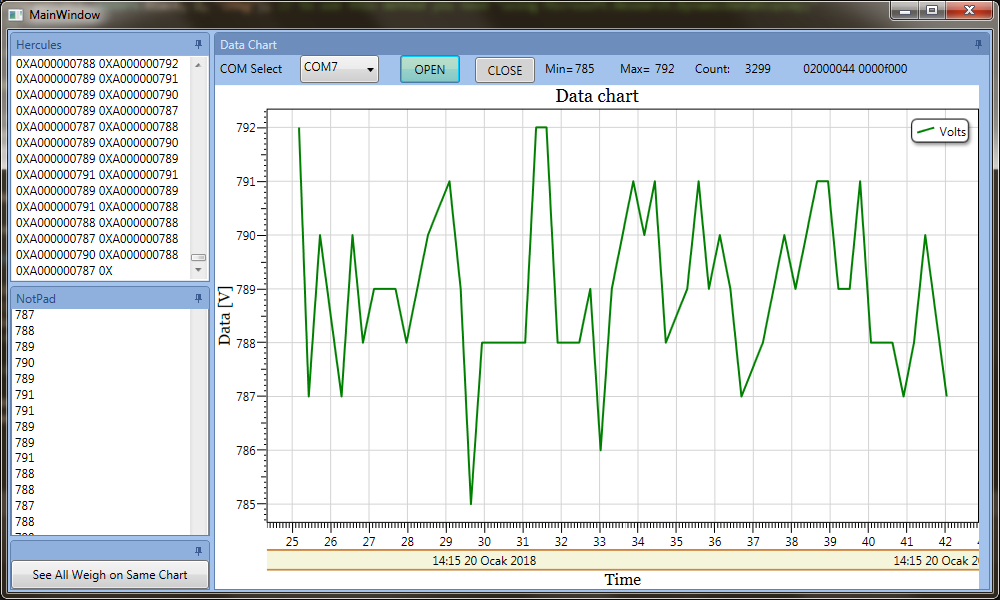 MainWindow
Hercules
0XA000000788 0XA000000792
0XA000000789 0XA000000791
0XA000000789 0XA000000790
0XA000000789 0XA000000787
0XA000000787 0XA000000788
0XA000000789 0XA000000790
0XA000000789 0XA000000789
0XA000000791 0XA000000791
0XA000000789 0XA000000789
0XA000000791 0XA000000788
0XA000000788 0XA000000788
0XA000000787 0XA000000788
0XA000000790 0XA000000788
0XA000000787 0X
NotPad
787
788
789
790
789
791
791
789
789
791
788
788
787
788
See All Weigh on Same Chart
Data Chart
COM Select COM7 OPEN CLOSE Min= 785 Max= 792 Count: 3299 02000044 0000f000
Data chart
Volts
Data [V]
792
791
790
789
788
787
786
785
25 26 27 28 29 30 31 32 33 34 35 36 37 38 39 40 41 42
14:15 20 Ocak 2018 14:15 20 Ocak 20
Time